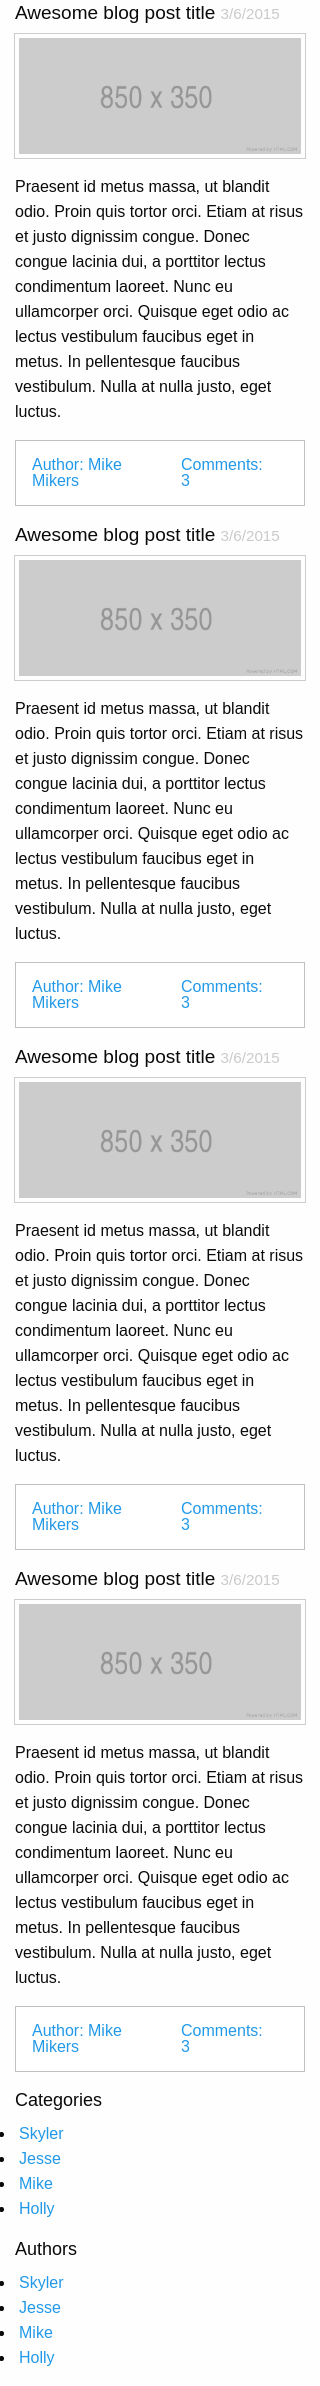 Awesome blog post title 3/6/2015
850 x 350
Praesent id metus massa, ut blandit
odio. Proin quis tortor orci. Etiam at risus
et justo dignissim congue. Donec
congue lacinia dui, a porttitor lectus
condimentum laoreet. Nunc eu
ullamcorper orci. Quisque eget odio ac
lectus vestibulum faucibus eget in
metus. In pellentesque faucibus
vestibulum. Nulla at nulla justo, eget
luctus.
Author: Mike
Mikers
Comments:
3
Awesome blog post title 3/6/2015
850 x 350
Praesent id metus massa, ut blandit
odio. Proin quis tortor orci. Etiam at risus
et justo dignissim congue. Donec
congue lacinia dui, a porttitor lectus
condimentum laoreet. Nunc eu
ullamcorper orci. Quisque eget odio ac
lectus vestibulum faucibus eget in
metus. In pellentesque faucibus
vestibulum. Nulla at nulla justo, eget
luctus.
Author: Mike
Mikers
Comments:
3
Awesome blog post title 3/6/2015
850 x 350
Praesent id metus massa, ut blandit
odio. Proin quis tortor orci. Etiam at risus
et justo dignissim congue. Donec
congue lacinia dui, a porttitor lectus
condimentum laoreet. Nunc eu
ullamcorper orci. Quisque eget odio ac
lectus vestibulum faucibus eget in
metus. In pellentesque faucibus
vestibulum. Nulla at nulla justo, eget
luctus.
Author: Mike
Mikers
Comments:
3
Awesome blog post title 3/6/2015
850 x 350
Praesent id metus massa, ut blandit
odio. Proin quis tortor orci. Etiam at risus
et justo dignissim congue. Donec
congue lacinia dui, a porttitor lectus
condimentum laoreet. Nunc eu
ullamcorper orci. Quisque eget odio ac
lectus vestibulum faucibus eget in
metus. In pellentesque faucibus
vestibulum. Nulla at nulla justo, eget
luctus.
Author: Mike
Mikers
Comments:
3
Categories
Skyler
Jesse
Mike
Holly
Authors
Skyler
Jesse
Mike
Holly